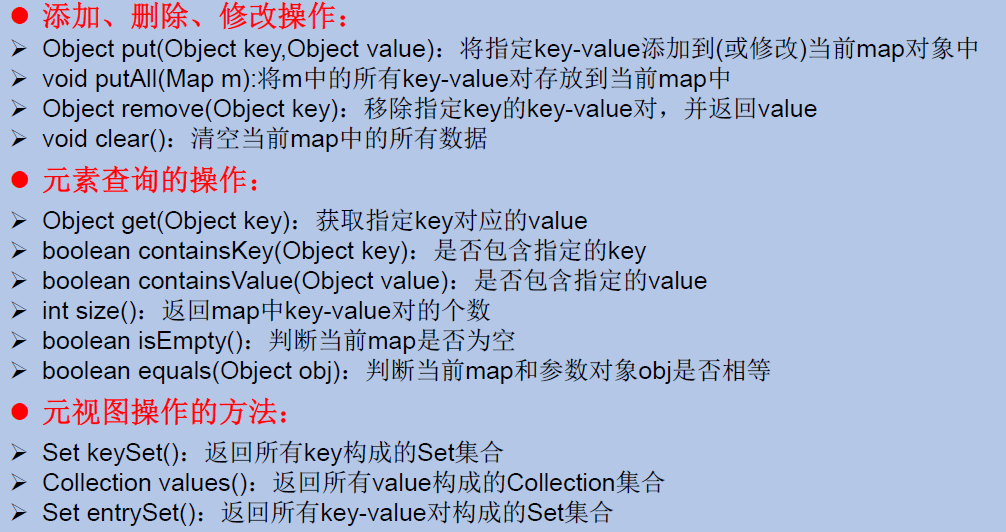 ● 添加、删除、修改操作：
➢ Object put(Object key,Object value)：将指定key-value添加到(或修改)当前map对象中
➢ void putAll(Map m):将m中的所有key-value对存放到当前map中
➢ Object remove(Object key)：移除指定key的key-value对，并返回value
➢ void clear()：清空当前map中的所有数据
● 元素查询的操作：
➢ Object get(Object key)：获取指定key对应的value
➢ boolean containsKey(Object key)：是否包含指定的key
➢ boolean containsValue(Object value)：是否包含指定的value
➢ int size()：返回map中key-value对的个数
➢ boolean isEmpty()：判断当前map是否为空
➢ boolean equals(Object obj)：判断当前map和参数对象obj是否相等
● 元视图操作的方法：
➢ Set keySet()：返回所有key构成的Set集合
➢ Collection values()：返回所有value构成的Collection集合
➢ Set entrySet()：返回所有key-value对构成的Set集合